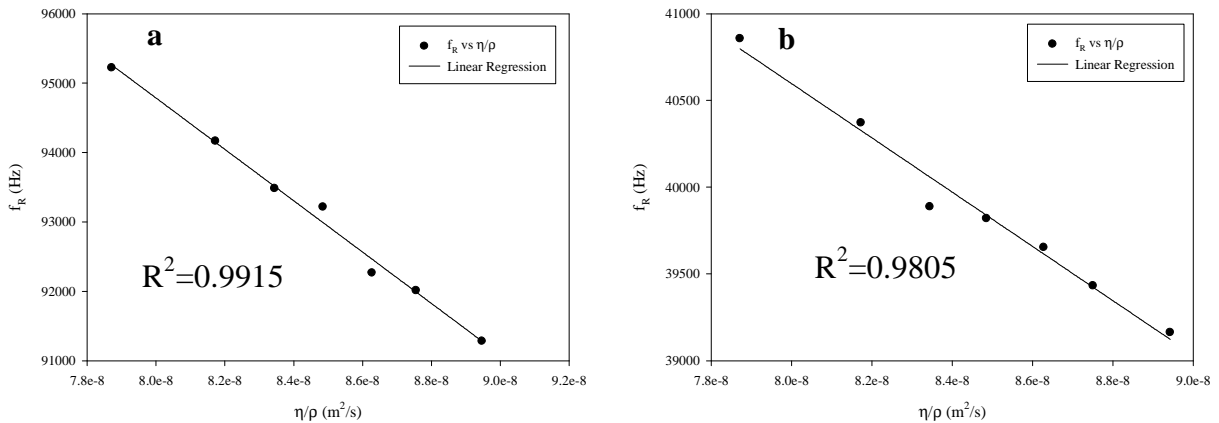 96000
95000
94000
93000
92000
91000
f_R (Hz)
a
f_R vs η/ρ
Linear Regression
R²=0.9915
7.8e-8 8.0e-8 8.2e-8 8.4e-8 8.6e-8 8.8e-8 9.0e-8 9.2e-8
η/ρ (m²/s)
41000
40500
40000
39500
39000
f_R (Hz)
b
f_R vs η/ρ
Linear Regression
R²=0.9805
7.8e-8 8.0e-8 8.2e-8 8.4e-8 8.6e-8 8.8e-8 9.0e-8
η/ρ (m²/s)